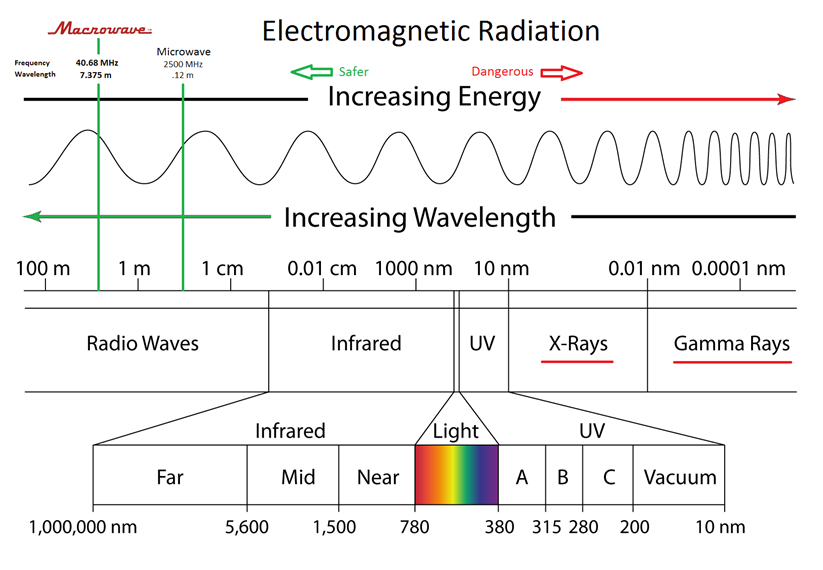 Macrowave
Electromagnetic Radiation
Microwave
Frequency 40.68 MHz 2500 MHz
Wavelength 7.375 m .12 m
Safer Dangerous
Increasing Energy
Increasing Wavelength
100 m 1 m 1 cm 0.01 cm 1000 nm 10 nm 0.01 nm 0.0001 nm
Radio Waves Infrared UV X-Rays Gamma Rays
Infrared Light UV
Far Mid Near A B C Vacuum
1,000,000 nm 5,600 1,500 780 380 315 280 200 10 nm